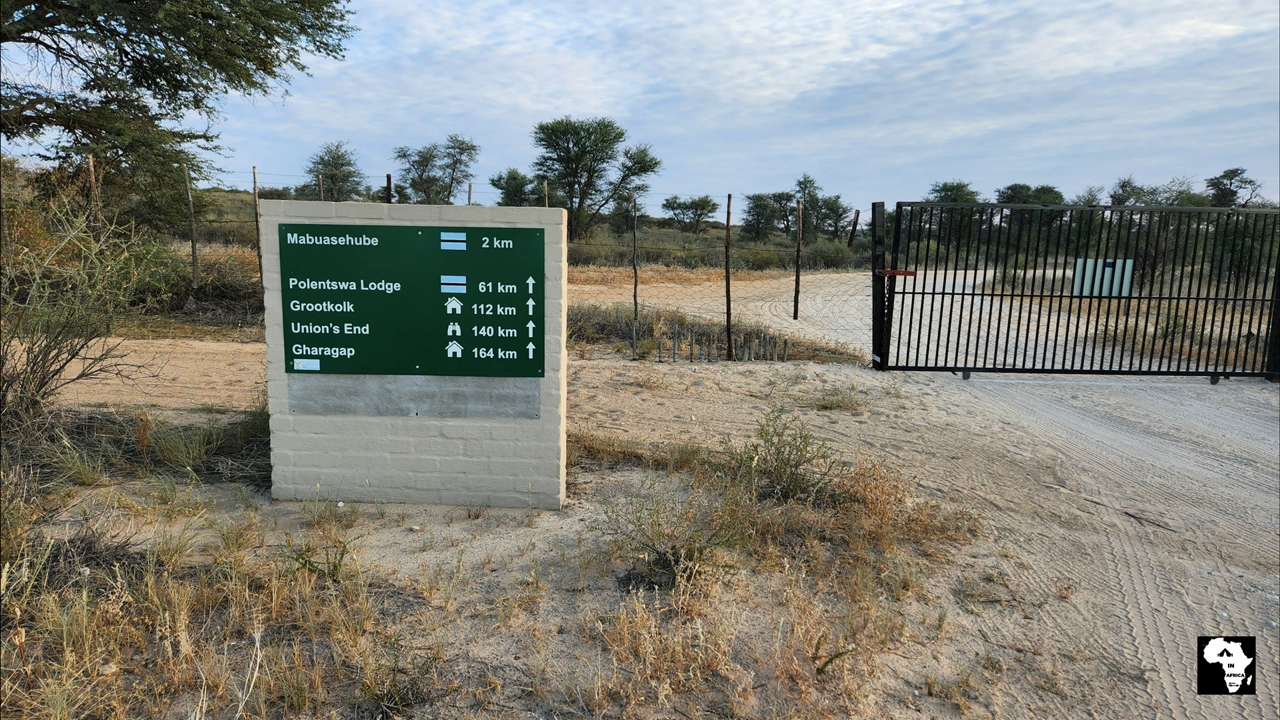 Mabuasehube 2 km
Polentswa Lodge 61 km
Grootkolk 112 km
Union's End 140 km
Gharagap 164 km
IN
AFRICA